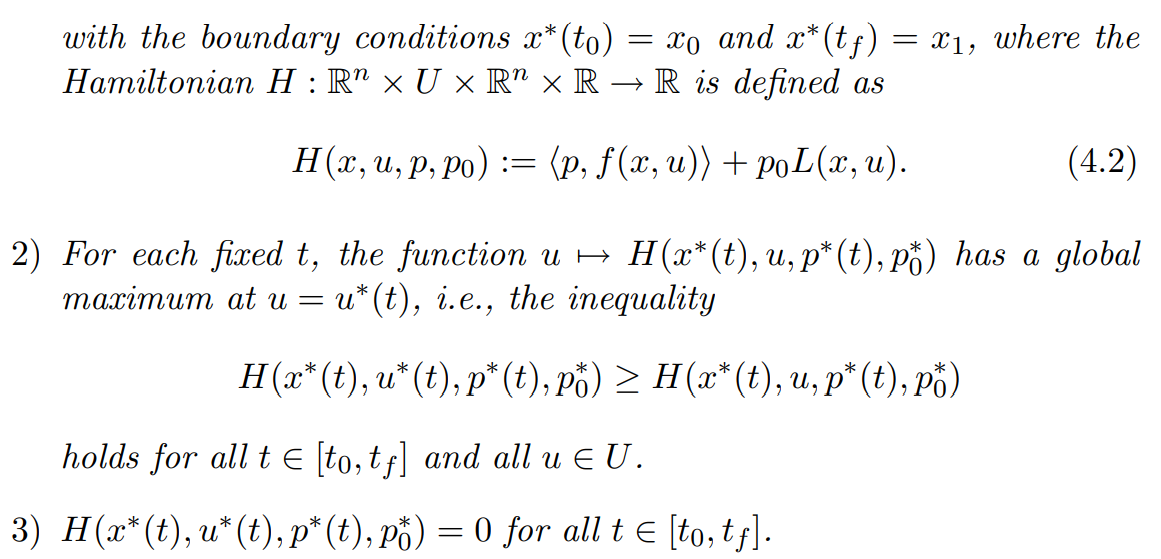 with the boundary conditions x*(t₀) = x₀ and x*(t_f) = x₁, where the
Hamiltonian H : ℝⁿ × U × ℝⁿ × ℝ → ℝ is defined as
H(x, u, p, p₀) := ⟨p, f(x, u)⟩ + p₀L(x, u). (4.2)
2) For each fixed t, the function u ↦ H(x*(t), u, p*(t), p₀*) has a global
maximum at u = u*(t), i.e., the inequality
H(x*(t), u*(t), p*(t), p₀*) ≥ H(x*(t), u, p*(t), p₀*)
holds for all t ∈ [t₀, t_f] and all u ∈ U.
3) H(x*(t), u*(t), p*(t), p₀*) = 0 for all t ∈ [t₀, t_f].